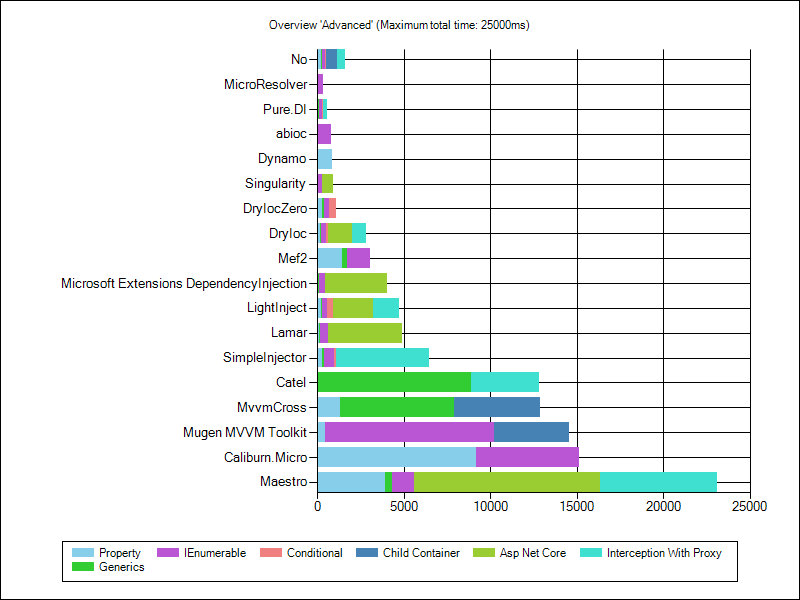 Overview 'Advanced' (Maximum total time: 25000ms)
No
MicroResolver
Pure.DI
abioc
Dynamo
Singularity
DryIocZero
DryIoc
Mef2
Microsoft Extensions DependencyInjection
LightInject
Lamar
SimpleInjector
Catel
MvvmCross
Mugen MVVM Toolkit
Caliburn.Micro
Maestro
0 5000 10000 15000 20000 25000
Property IEnumerable Conditional Child Container Asp Net Core Interception With Proxy
Generics